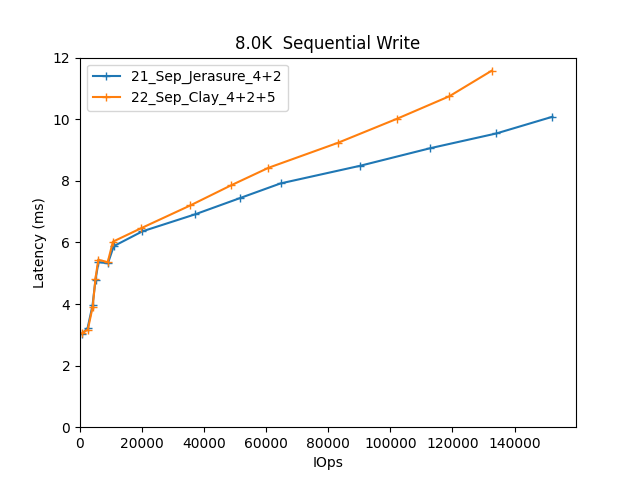 8.0K  Sequential Write
21_Sep_Jerasure_4+2
22_Sep_Clay_4+2+5
12
10
8
6
4
2
0
Latency (ms)
0 20000 40000 60000 80000 100000 120000 140000
IOps